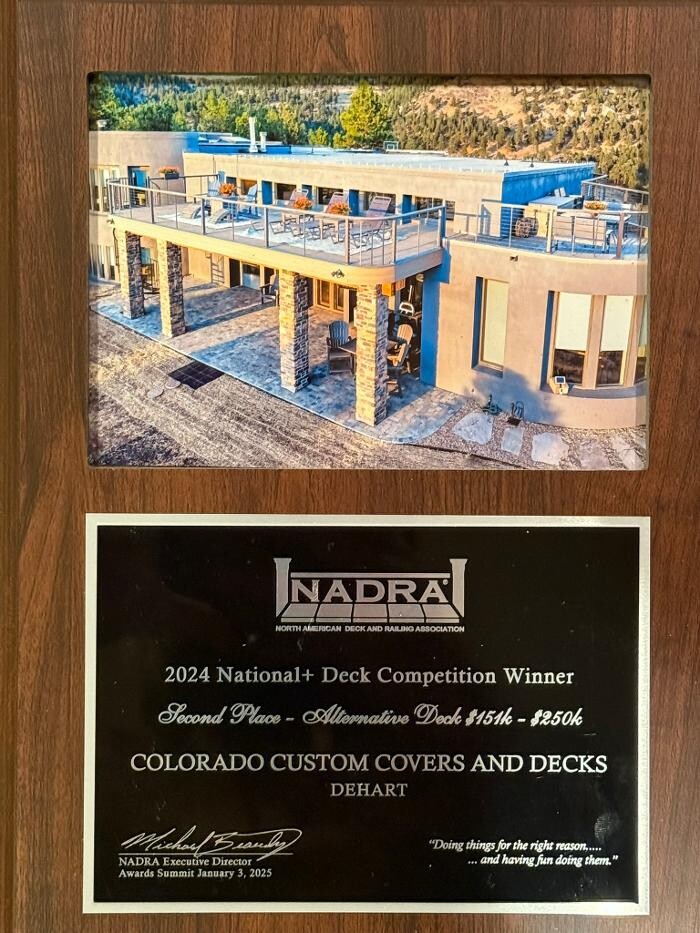 NADRA®
NORTH AMERICAN DECK AND RAILING ASSOCIATION
2024 National+ Deck Competition Winner
Second Place - Alternative Deck $151k - $250k
COLORADO CUSTOM COVERS AND DECKS
DEHART
Michael Beaudry
NADRA Executive Director
Awards Summit January 3, 2025
"Doing things for the right reason.....
... and having fun doing them."